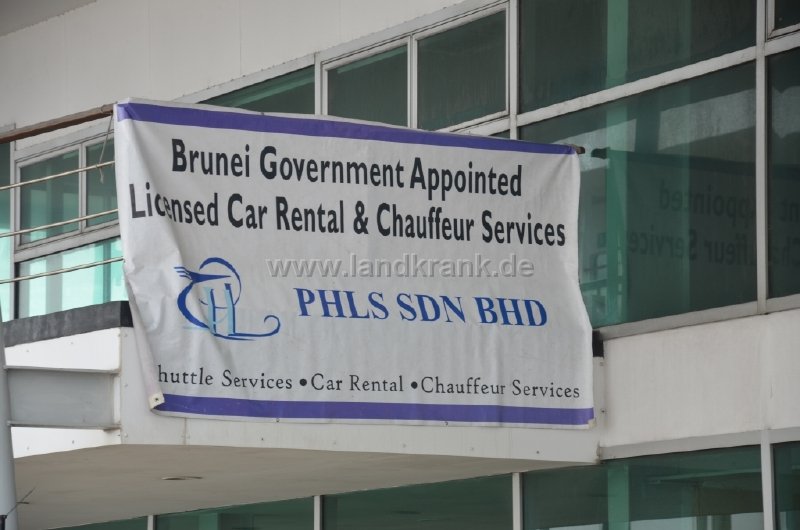 Brunei Government Appointed
Licensed Car Rental & Chauffeur Services
www.landkrank.de
PHLS SDN BHD
huttle Services • Car Rental • Chauffeur Services